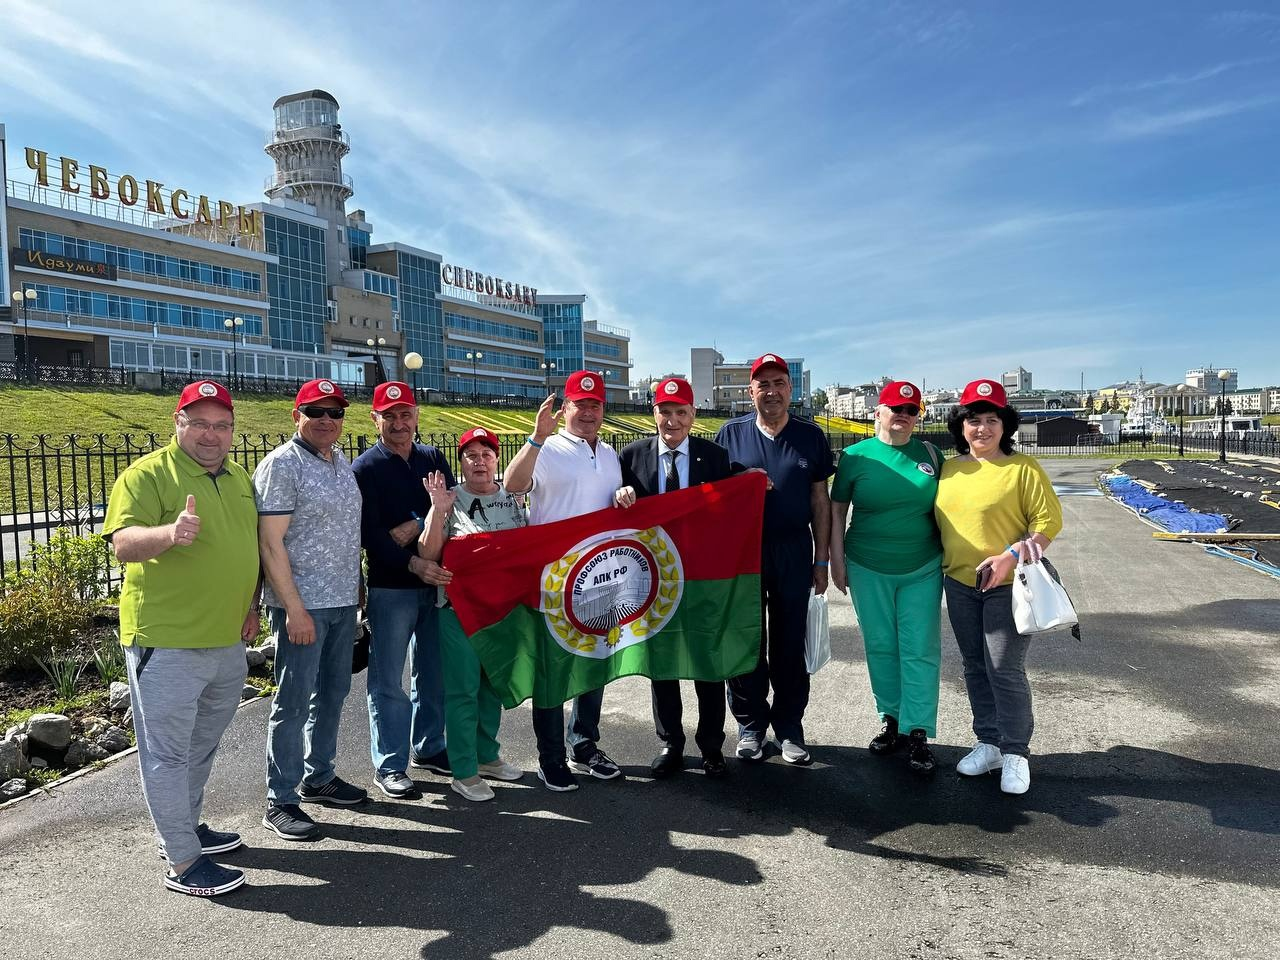 ЧЕБОКСАРЫ
CHEBOKSARY
Идзуми
ПРОФСОЮЗ РАБОТНИКОВ
АПК РФ
crocs